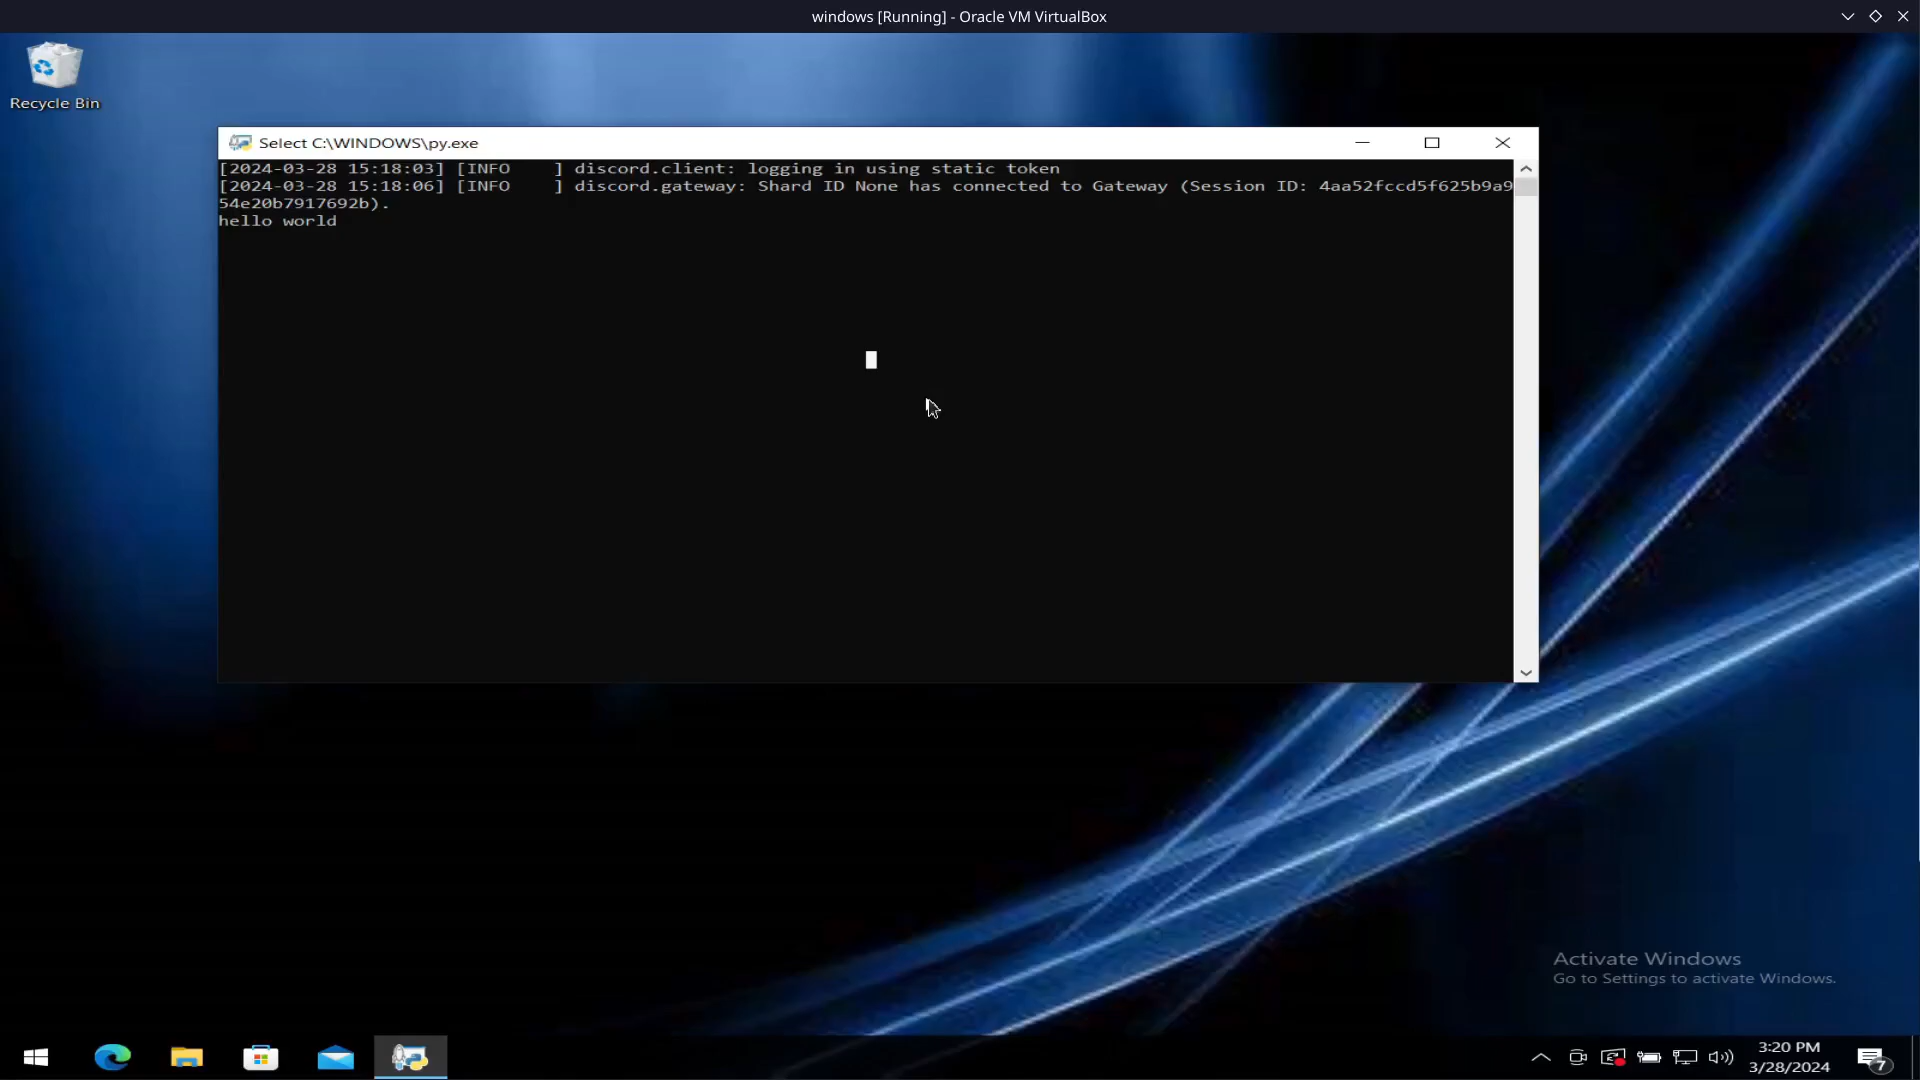 windows [Running] - Oracle VM VirtualBox
Recycle Bin
Select C:\WINDOWS\py.exe
[2024-03-28 15:18:03] [INFO    ] discord.client: logging in using static token
[2024-03-28 15:18:06] [INFO    ] discord.gateway: Shard ID None has connected to Gateway (Session ID: 4aa52fccd5f625b9a9
54e20b7917692b).
hello world
Activate Windows
Go to Settings to activate Windows.
3:20 PM
3/28/2024
7